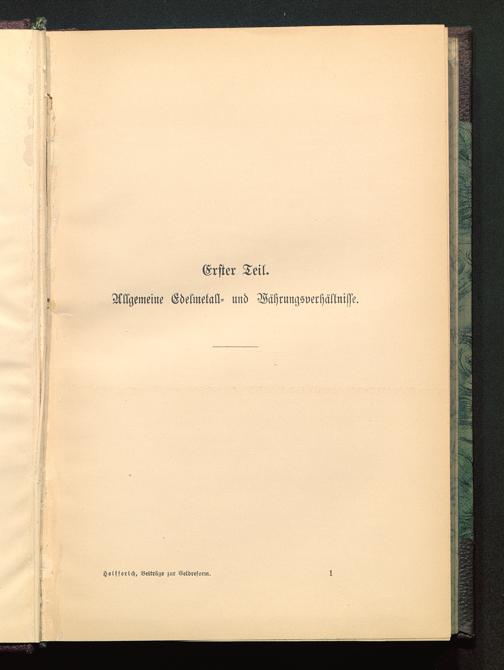 Erster Teil.
Allgemeine Edelmetall- und Währungsverhältnisse.
Helfferich, Beiträge zur Geldreform. 1